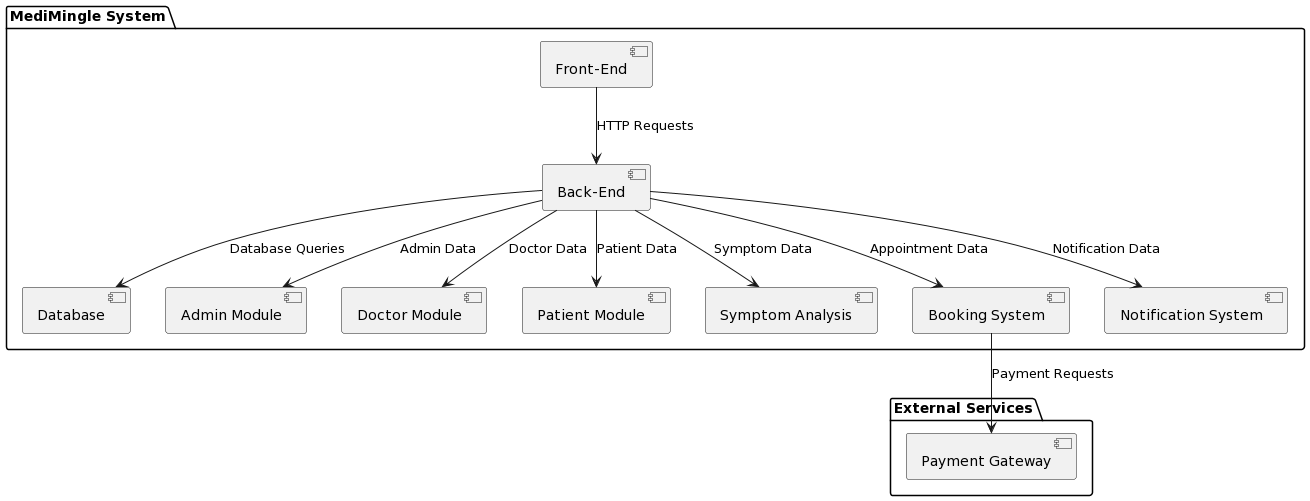 MediMingle System
Front-End
HTTP Requests
Back-End
Database Queries
Admin Data
Doctor Data
Patient Data
Symptom Data
Appointment Data
Notification Data
Database
Admin Module
Doctor Module
Patient Module
Symptom Analysis
Booking System
Notification System
Payment Requests
External Services
Payment Gateway